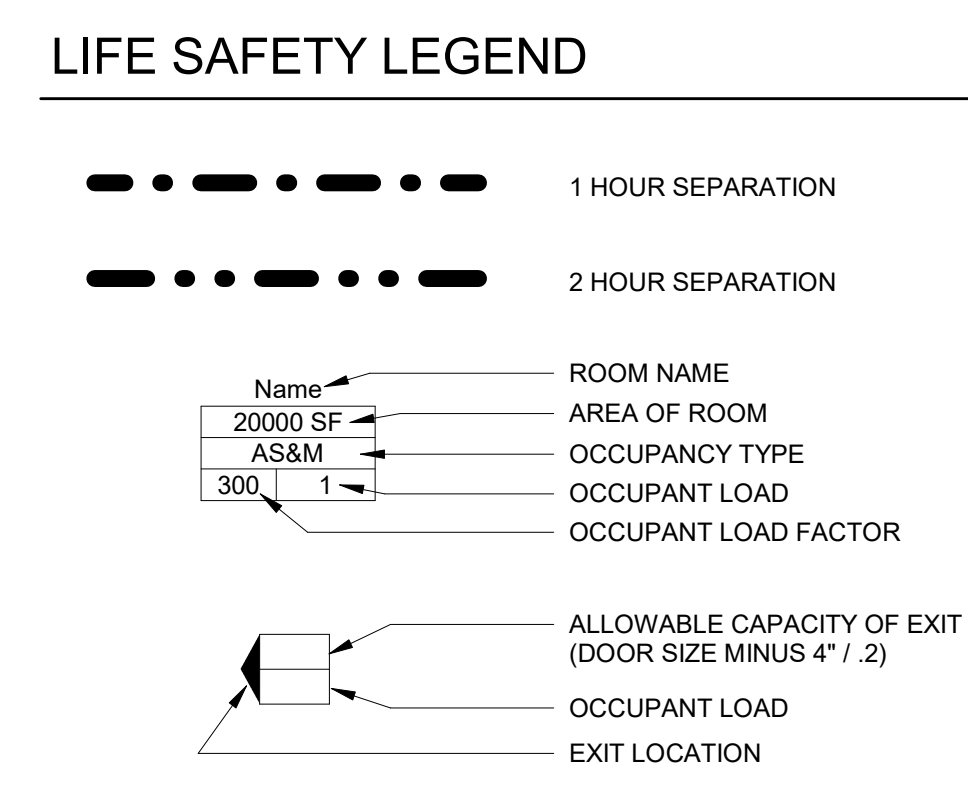 LIFE SAFETY LEGEND
1 HOUR SEPARATION
2 HOUR SEPARATION
Name
20000 SF
AS&M
300 1
ROOM NAME
AREA OF ROOM
OCCUPANCY TYPE
OCCUPANT LOAD
OCCUPANT LOAD FACTOR
ALLOWABLE CAPACITY OF EXIT
(DOOR SIZE MINUS 4" / .2)
OCCUPANT LOAD
EXIT LOCATION